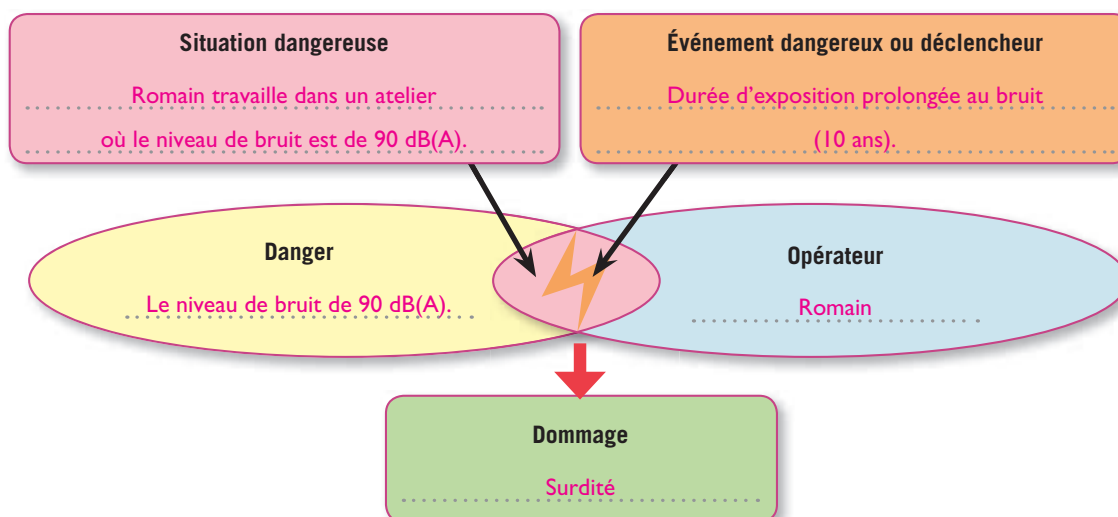 Situation dangereuse
Romain travaille dans un atelier
où le niveau de bruit est de 90 dB(A).
Événement dangereux ou déclencheur
Durée d'exposition prolongée au bruit
(10 ans).
Danger
Le niveau de bruit de 90 dB(A).
Opérateur
Romain
Dommage
Surdité